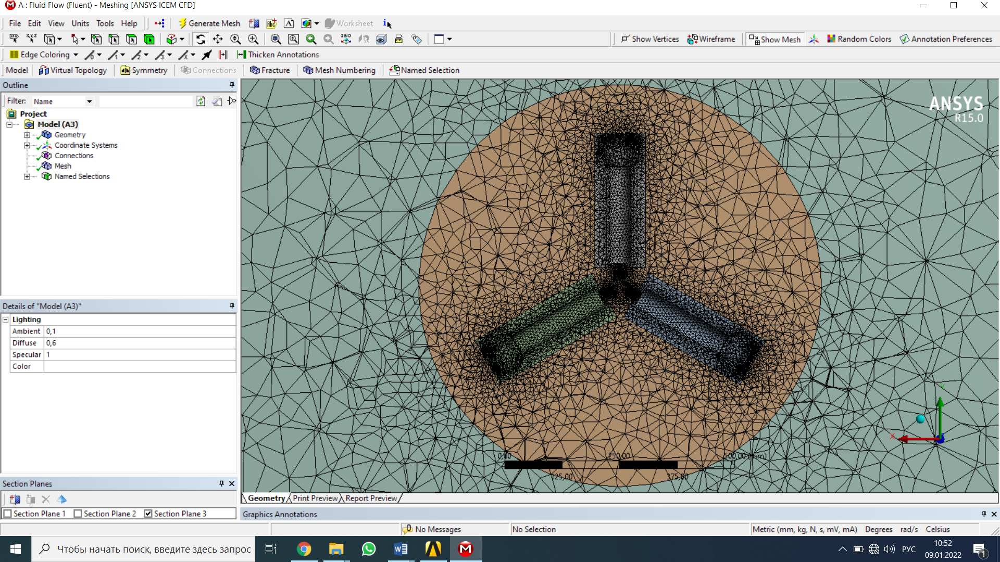 A : Fluid Flow (Fluent) - Meshing [ANSYS ICEM CFD]
File Edit View Units Tools Help Generate Mesh Worksheet
Show Vertices Wireframe Show Mesh Random Colors Annotation Preferences
Edge Coloring Thicken Annotations
Model Virtual Topology Symmetry Connections Fracture Mesh Numbering Named Selection
Outline
Filter: Name
Project
Model (A3)
Geometry
Coordinate Systems
Connections
Mesh
Named Selections
Details of "Model (A3)"
Lighting
Ambient 0,1
Diffuse 0,6
Specular 1
Color
Section Planes
Section Plane 1 Section Plane 2 Section Plane 3
ANSYS
R15.0
Y
X
0,00 250,00 500,00 (mm)
125,00 375,00
Geometry Print Preview Report Preview
Graphics Annotations
0 No Messages No Selection Metric (mm, kg, N, s, mV, mA) Degrees rad/s Celsius
Чтобы начать поиск, введите здесь запрос
РУС
10:52
09.01.2022
1